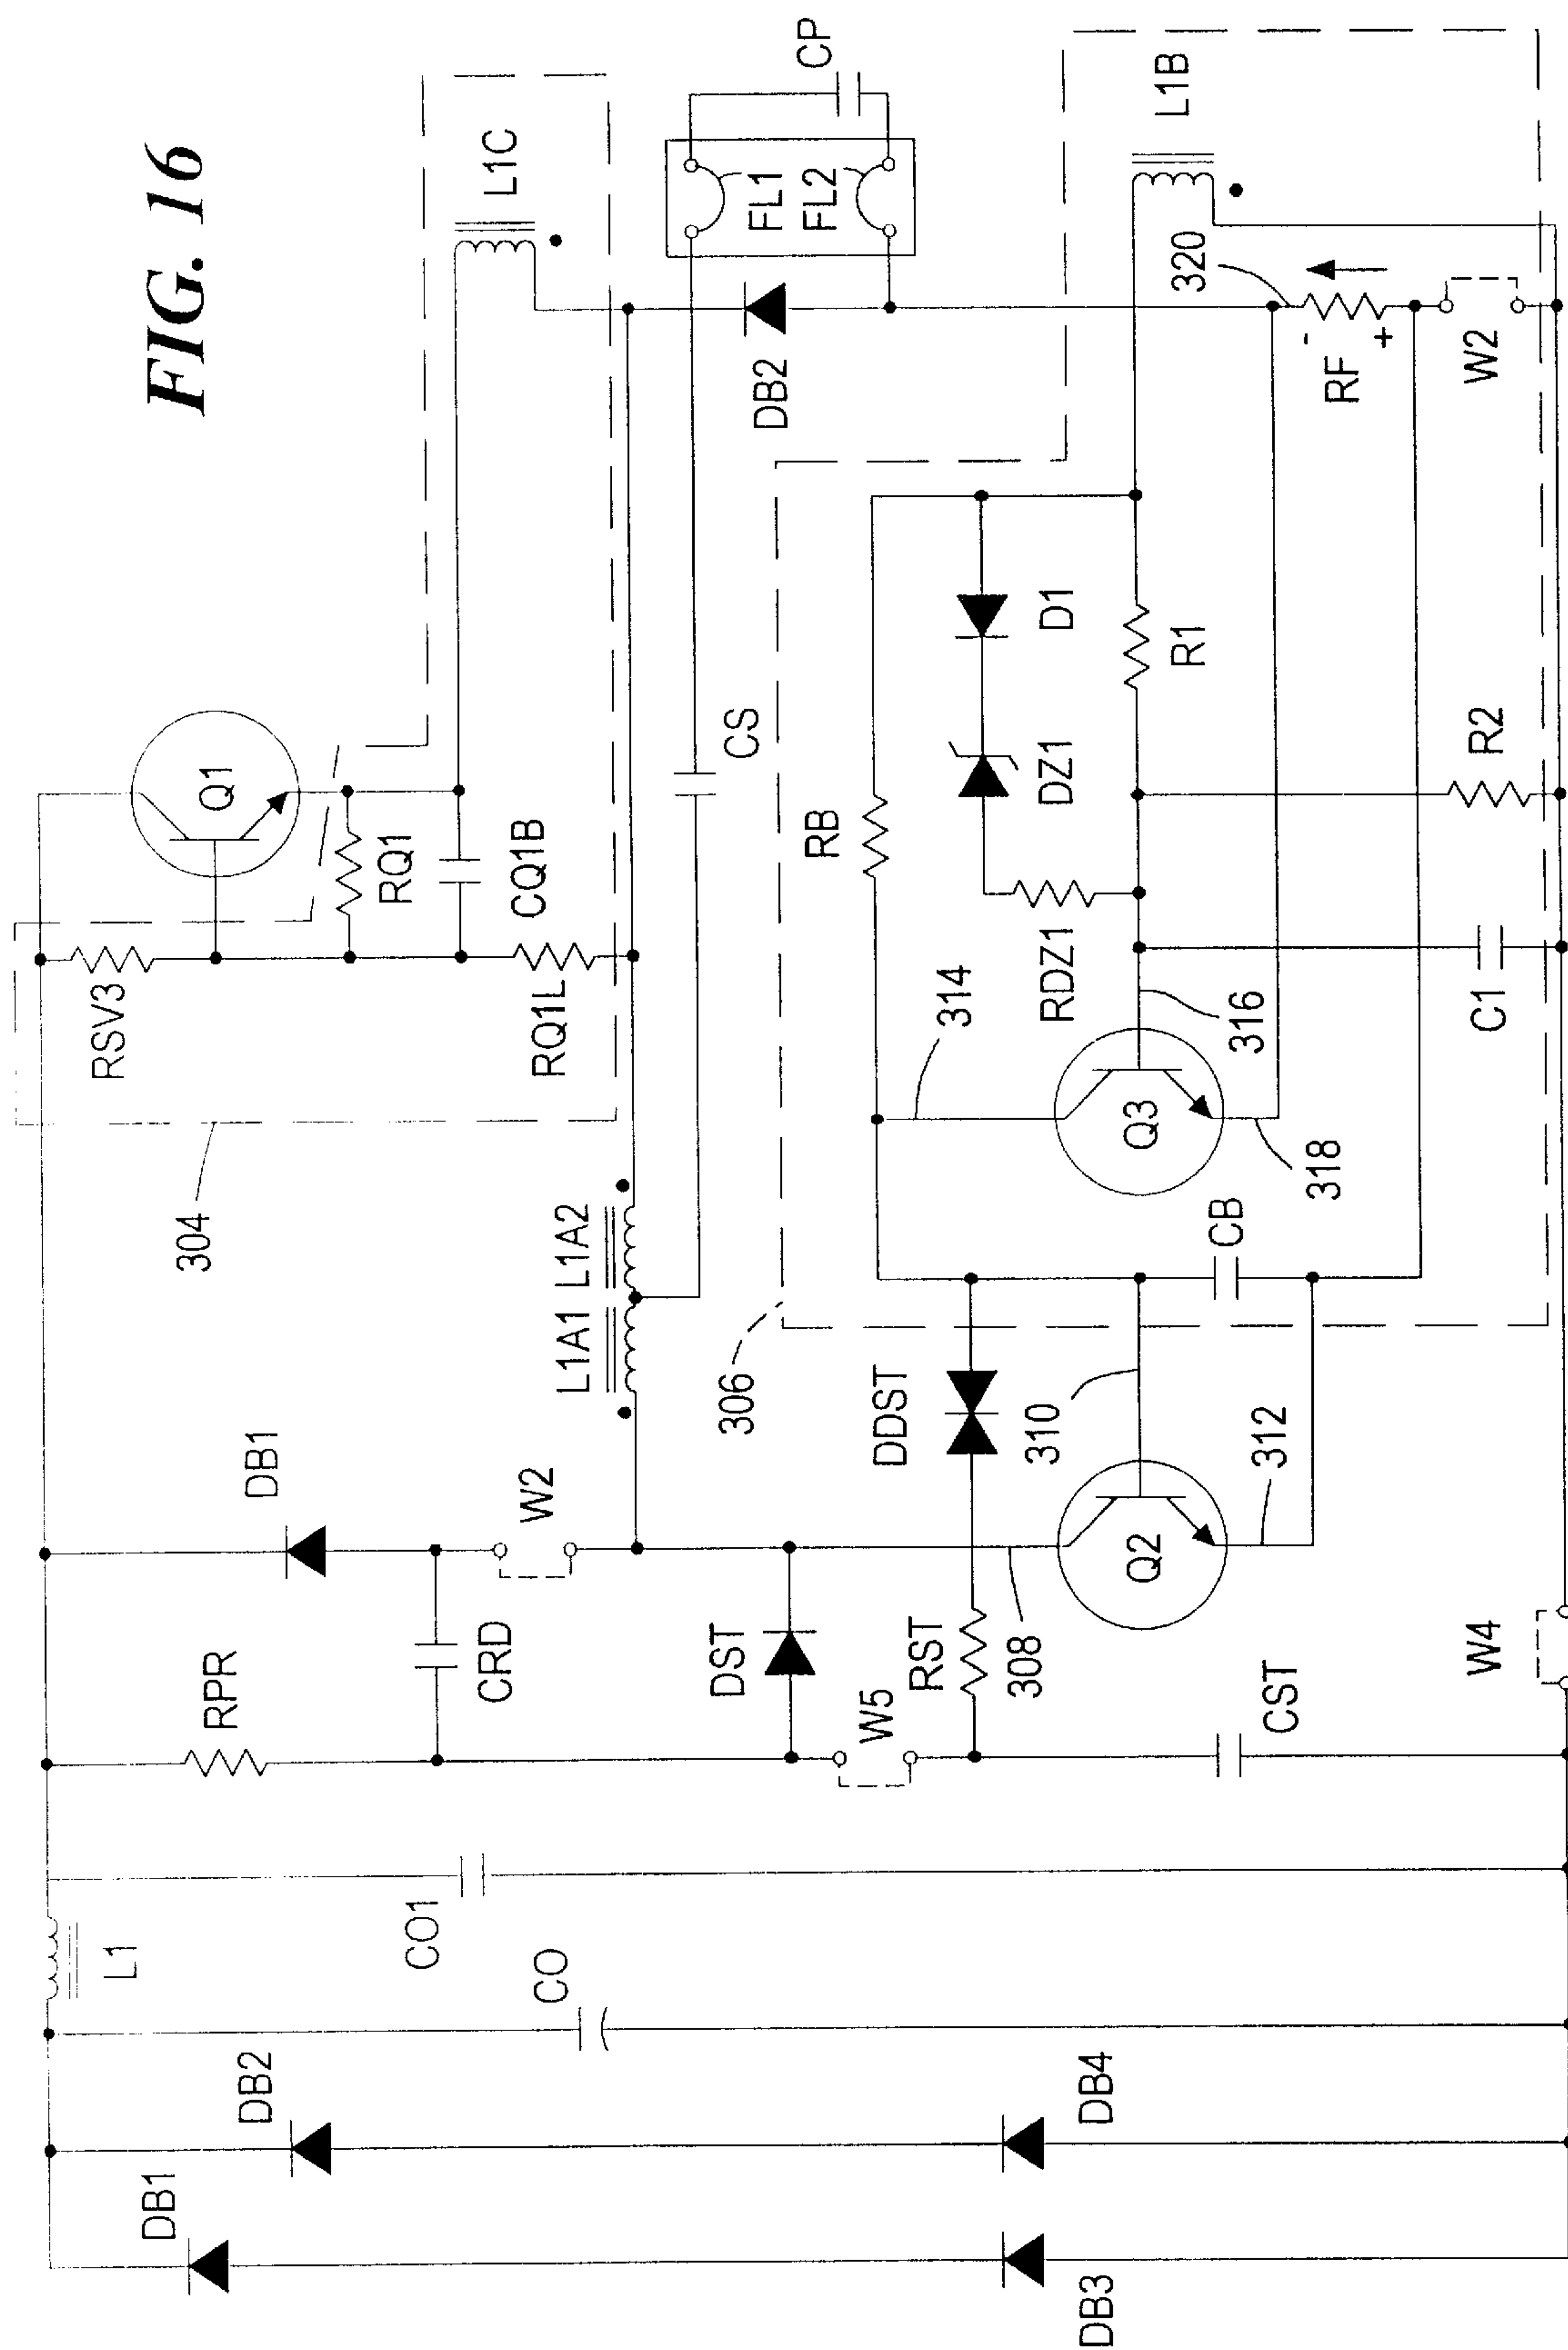 FIG. 16
DB1
DB3
DB2
DB4
L1
CO
CO1
RPR
CRD
DB1
W2
DST
W5
RST
CST
W4
308
Q2
310
312
DDST
306
L1A1 L1A2
304
RSV3
Q1
RQ1
CQ1B
RQ1L
L1C
CS
DB2
FL1
FL2
CP
RB
314
Q3
316
318
CB
RDZ1
DZ1
D1
R1
C1
R2
320
-
RF
+
W2
L1B